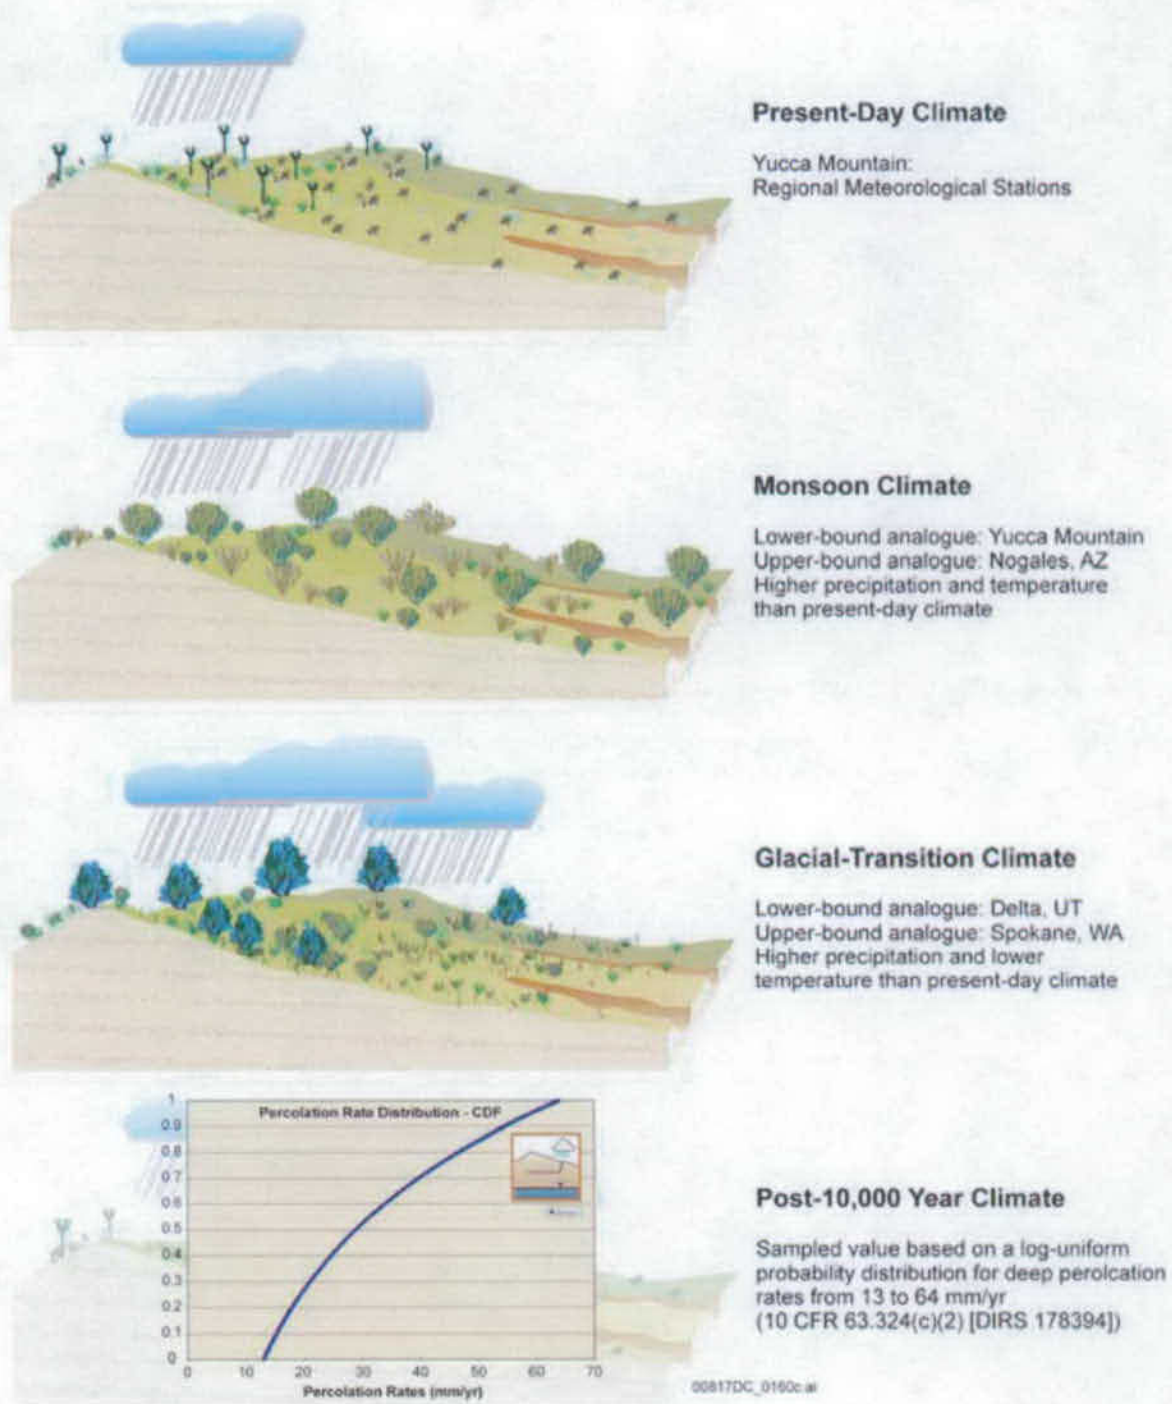 Present-Day Climate
Yucca Mountain:
Regional Meteorological Stations
Monsoon Climate
Lower-bound analogue: Yucca Mountain
Upper-bound analogue: Nogales, AZ
Higher precipitation and temperature
than present-day climate
Glacial-Transition Climate
Lower-bound analogue: Delta, UT
Upper-bound analogue: Spokane, WA
Higher precipitation and lower
temperature than present-day climate
Percolation Rate Distribution - CDF
1
0.9
0.8
0.7
0.6
0.5
0.4
0.3
0.2
0.1
0
0 10 20 30 40 50 60 70
Percolation Rates (mm/yr)
Post-10,000 Year Climate
Sampled value based on a log-uniform
probability distribution for deep perolcation
rates from 13 to 64 mm/yr
(10 CFR 63.324(c)(2) [DIRS 178394])
00817DC_0160c.ai